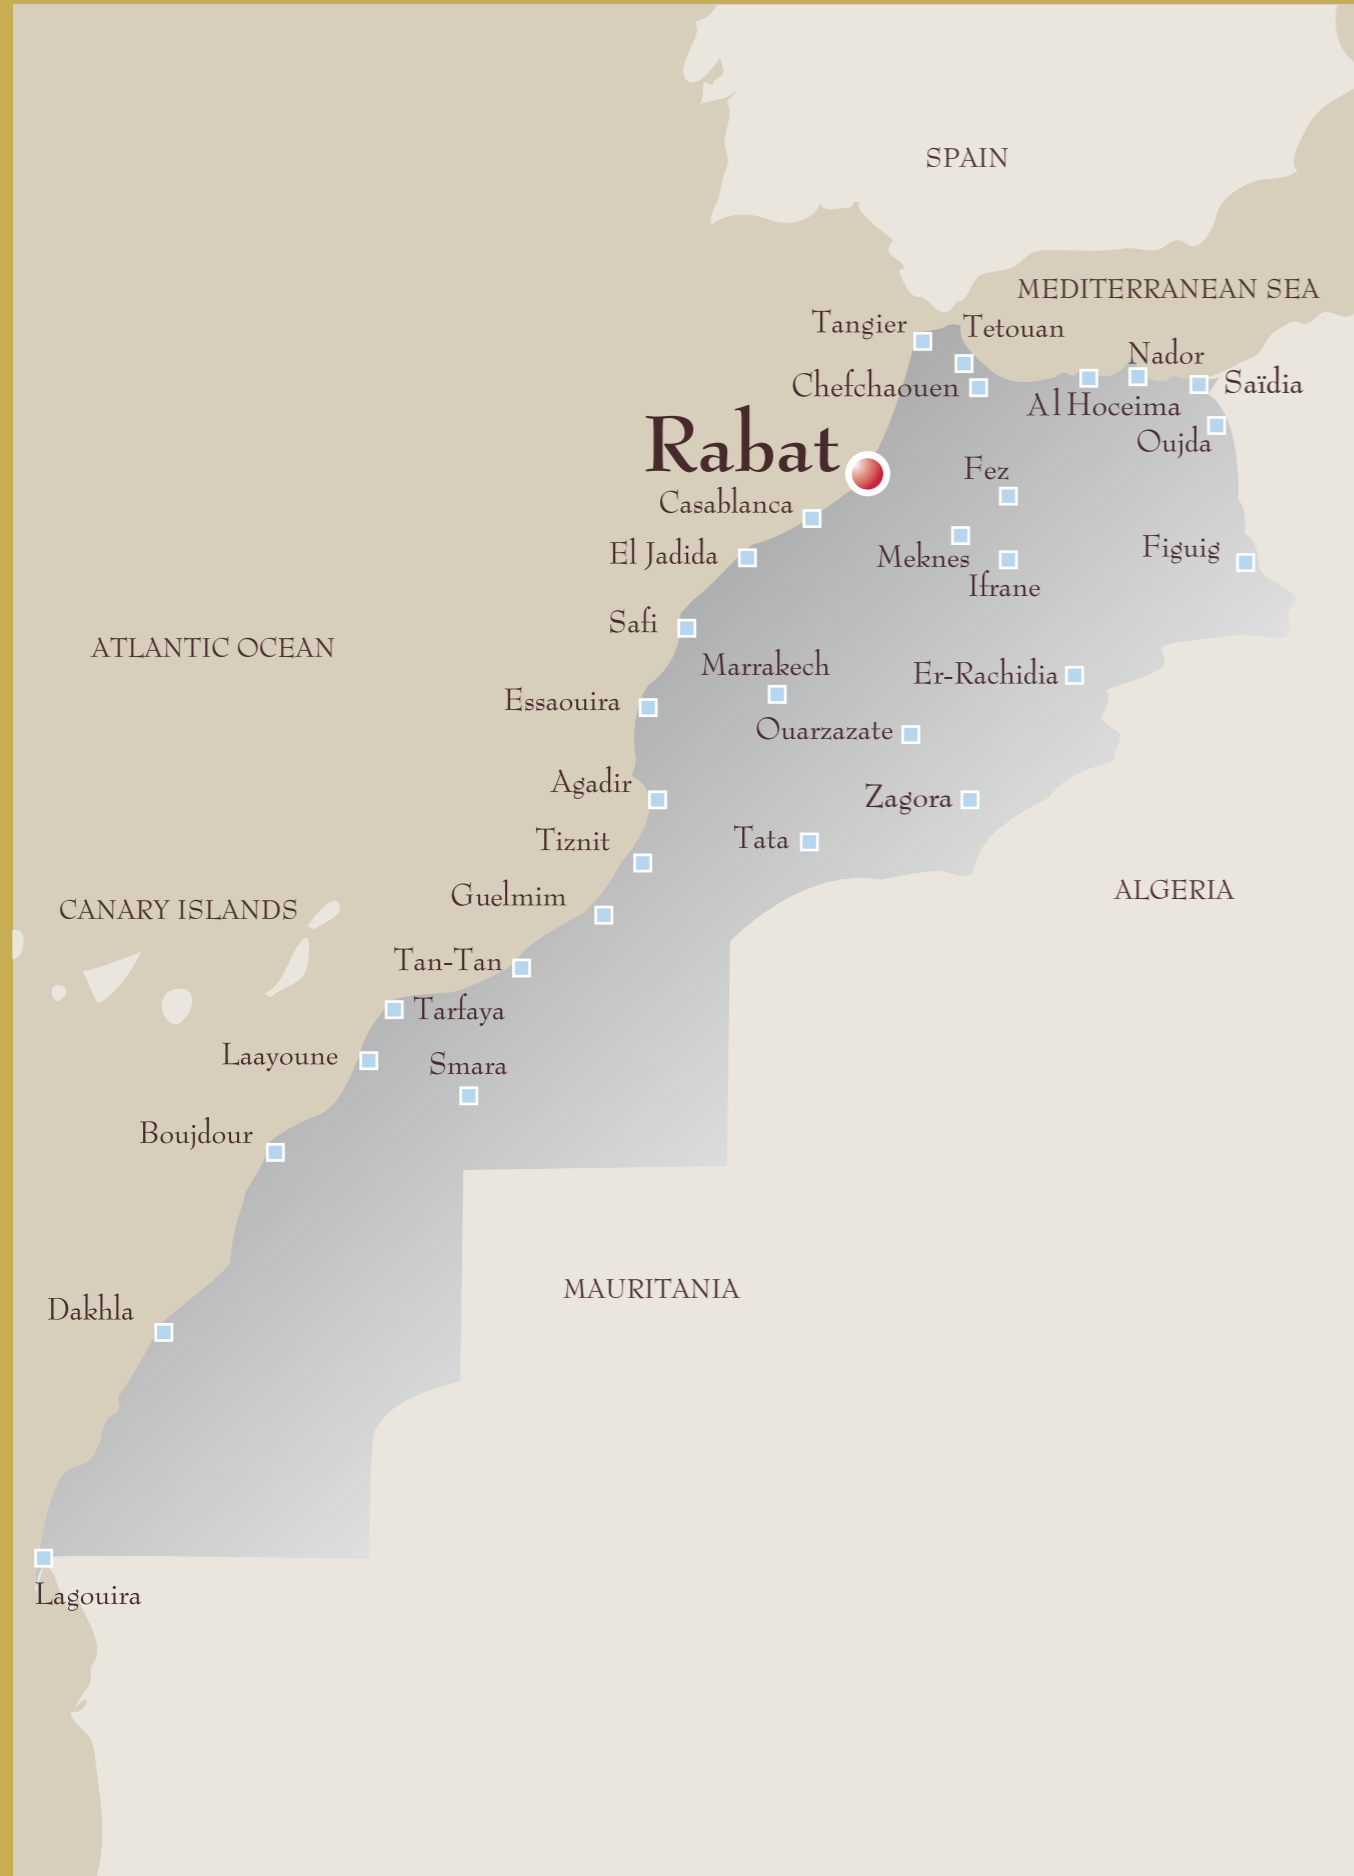 SPAIN
MEDITERRANEAN SEA
Tangier
Tetouan
Nador
Chefchaouen
Saïdia
Al Hoceima
Rabat
Oujda
Fez
Casablanca
El Jadida
Meknes
Figuig
Ifrane
Safi
ATLANTIC OCEAN
Marrakech
Er-Rachidia
Essaouira
Ouarzazate
Agadir
Zagora
Tiznit
Tata
Guelmim
ALGERIA
CANARY ISLANDS
Tan-Tan
Tarfaya
Laayoune
Smara
Boujdour
MAURITANIA
Dakhla
Lagouira